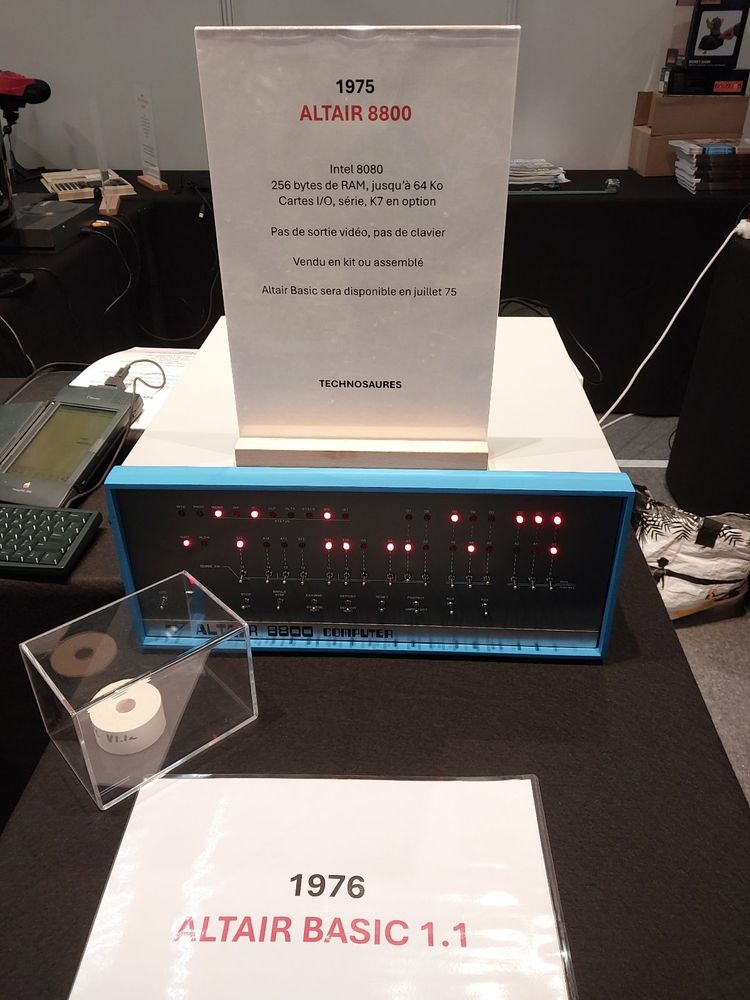 1975
ALTAIR 8800
Intel 8080
256 bytes de RAM, jusqu'à 64 Ko
Cartes I/O, série, K7 en option
Pas de sortie vidéo, pas de clavier
Vendu en kit ou assemblé
Altair Basic sera disponible en juillet 75
TECHNOSAURES
STATUS
ALTAIR 8800 COMPUTER
V1.1
1976
ALTAIR BASIC 1.1